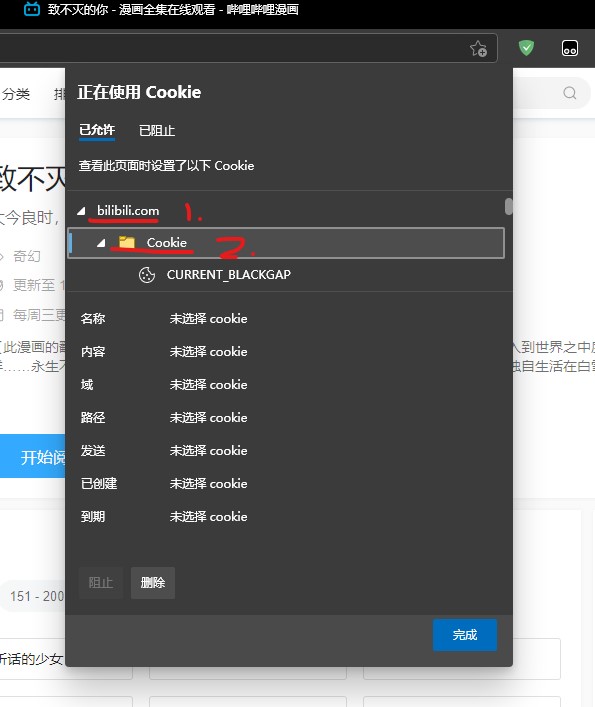 致不灭的你 - 漫画全集在线观看 - 哔哩哔哩漫画
分类
正在使用 Cookie
已允许 已阻止
致不灭
查看此页面时设置了以下 Cookie
大今良时，
bilibili.com 1.
Cookie 2.
奇幻
CURRENT_BLACKGAP
更新至 1
每周三更
名称 未选择 cookie
此漫画的
入到世界之中
内容 未选择 cookie
……永生不
独自生活在白雪
域 未选择 cookie
路径 未选择 cookie
发送 未选择 cookie
开始阅
已创建 未选择 cookie
到期 未选择 cookie
阻止 删除
151 - 200
完成
听话的少女